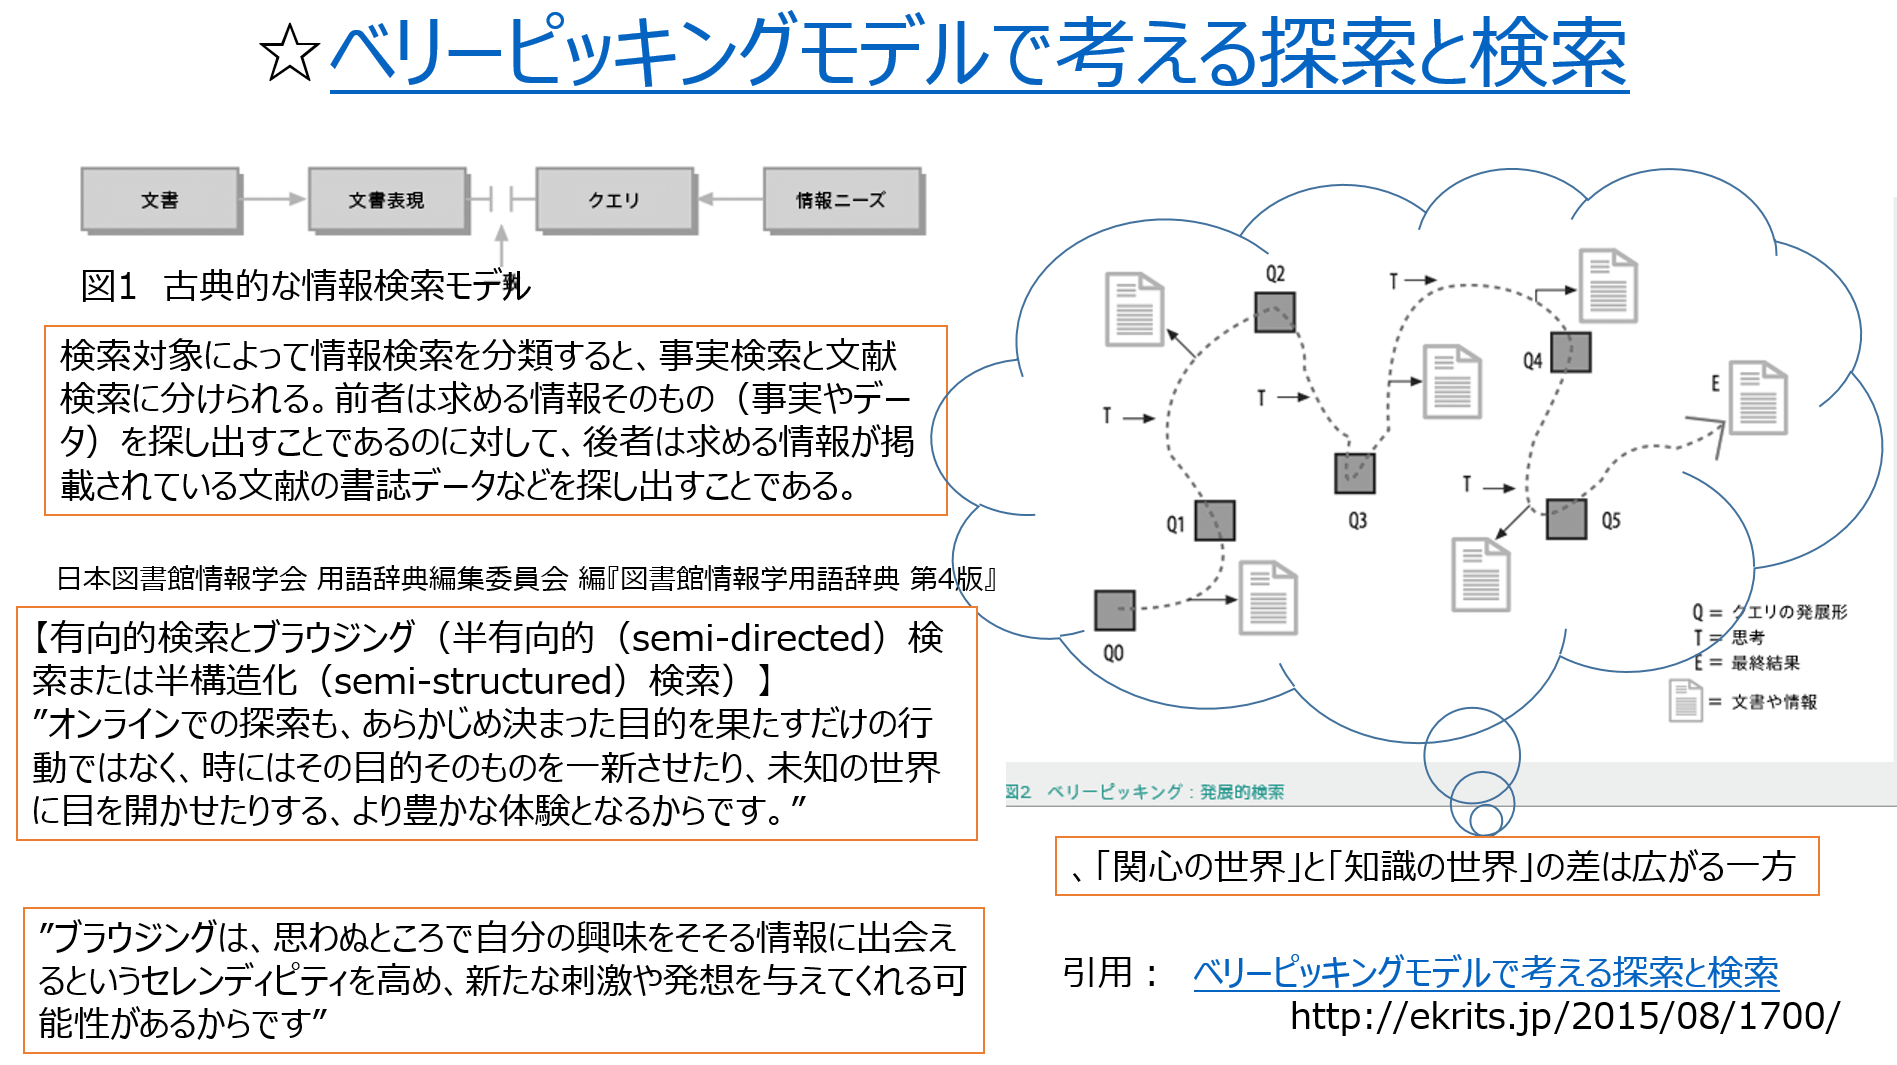 ☆ベリーピッキングモデルで考える探索と検索
文書
文書表現
クエリ
情報ニーズ
図1 古典的な情報検索モデル
検索対象によって情報検索を分類すると、事実検索と文献
検索に分けられる。前者は求める情報そのもの（事実やデー
タ）を探し出すことであるのに対して、後者は求める情報が掲
載されている文献の書誌データなどを探し出すことである。
日本図書館情報学会 用語辞典編集委員会 編『図書館情報学用語辞典 第4版』
【有向的検索とブラウジング（半有向的（semi-directed）検
索または半構造化（semi-structured）検索）】
”オンラインでの探索も、あらかじめ決まった目的を果たすだけの行
動ではなく、時にはその目的そのものを一新させたり、未知の世界
に目を開かせたりする、より豊かな体験となるからです。”
”ブラウジングは、思わぬところで自分の興味をそそる情報に出会え
るというセレンディピティを高め、新たな刺激や発想を与えてくれる可
能性があるからです”
Q2
T
T
T
Q4
E
Q1
Q3
T
Q5
Q0
Q = クエリの発展形
T = 思考
E = 最終結果
= 文書や情報
図2 ベリーピッキング：発展的検索
、「関心の世界」と「知識の世界」の差は広がる一方
引用： ベリーピッキングモデルで考える探索と検索
http://ekrits.jp/2015/08/1700/